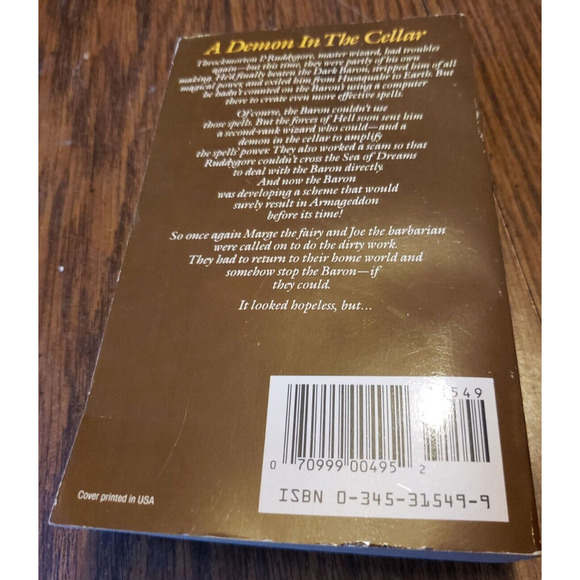 A Demon In The Cellar
Throckmorton P. Ruddygore, master wizard, had troubles
again—but this time, they were partly of his own
making. He'd finally beaten the Dark Baron, stripped him of all
magical power, and exiled him from Husaquahr to Earth. But
he hadn't counted on the Baron's using a computer
there to create even more effective spells.
Of course, the Baron couldn't use
those spells. But the forces of Hell soon sent him
a second-rank wizard who could—and a
demon in the cellar to amplify
the spells' power. They also worked a scam so that
Ruddygore couldn't cross the Sea of Dreams
to deal with the Baron directly.
And now the Baron
was developing a scheme that would
surely result in Armageddon
before its time!
So once again Marge the fairy and Joe the barbarian
were called on to do the dirty work.
They had to return to their home world and
somehow stop the Baron—if
they could.
It looked hopeless, but...
549
0 70999 00495 2
ISBN 0-345-31549-9
Cover printed in USA